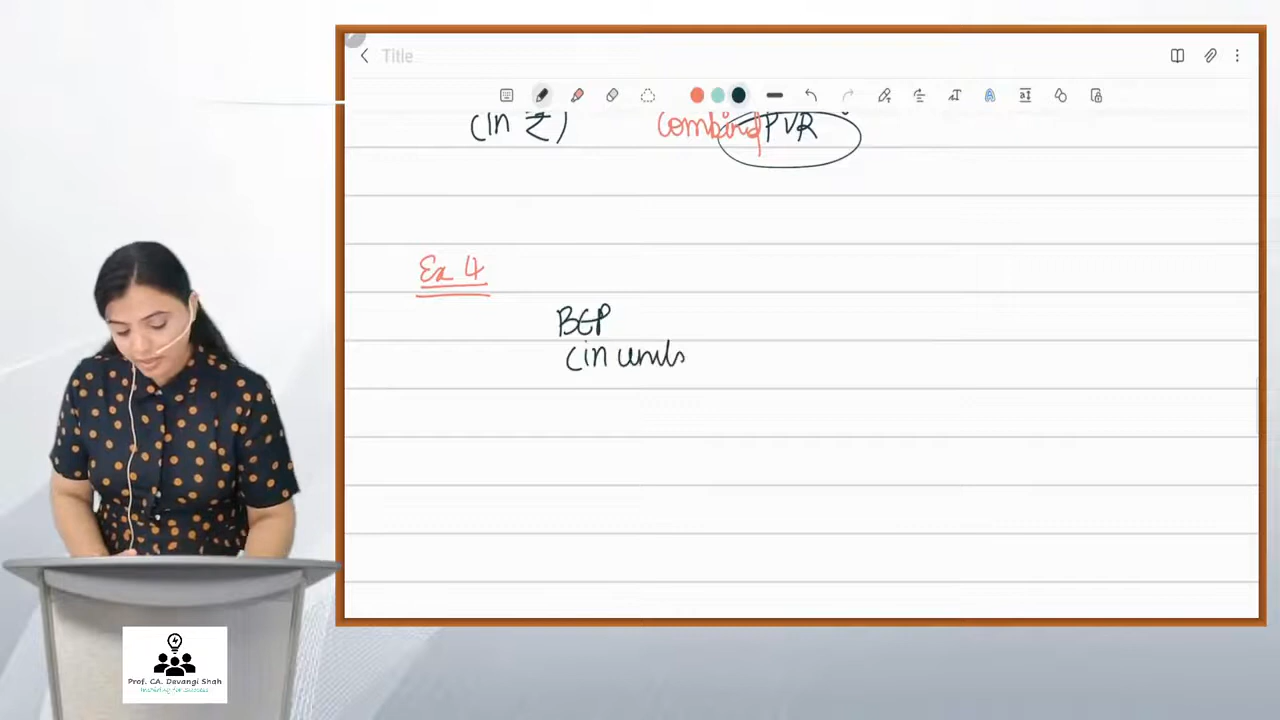 Title
(in ₹) Combined PVR
Ex 4
BEP
(in units
Prof. CA. Devangi Shah